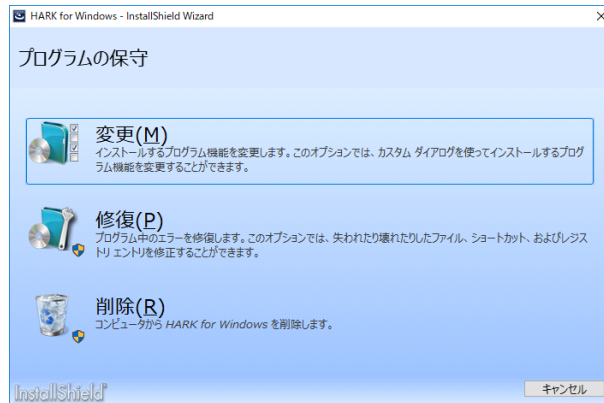 HARK for Windows - InstallShield Wizard
プログラムの保守
変更(M)
インストールするプログラム機能を変更します。このオプションでは、カスタム ダイアログを使ってインストールするプログ
ラム機能を変更することができます。
修復(P)
プログラム中のエラーを修復します。このオプションでは、失われたり壊れたりしたファイル、ショートカット、およびレジス
トリ エントリを修正することができます。
削除(R)
コンピュータから HARK for Windows を削除します。
InstallShield
キャンセル